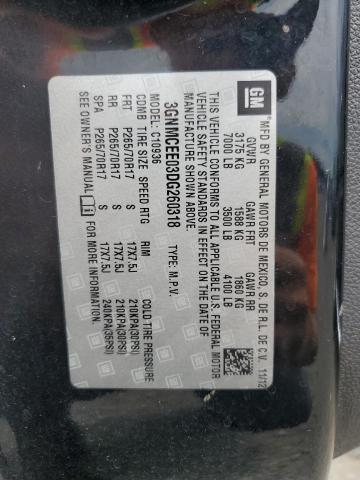 GM
MFD BY GENERAL MOTORS DE MEXICO, S. DE R.L. DE C.V. 11/12
GVWR GAWR FRT GAWR RR
3175 KG 1588 KG 1860 KG
7000 LB 3500 LB 4100 LB
THIS VEHICLE CONFORMS TO ALL APPLICABLE U.S. FEDERAL MOTOR
VEHICLE SAFETY STANDARDS IN EFFECT ON THE DATE OF
MANUFACTURE SHOWN ABOVE.
3GNMCEE03DG260318 TYPE: M.P.V.
MODEL: C10936
COMB TIRE SIZE SPEED RTG RIM COLD TIRE PRESSURE
FRT P265/70R17 S 17X7.5J 210KPA(30PSI)
RR P265/70R17 S 17X7.5J 210KPA(30PSI)
SPA P265/70R17 S 17X7.5J 240KPA(35PSI)
SEE OWNER'S MANUAL i FOR MORE INFORMATION.